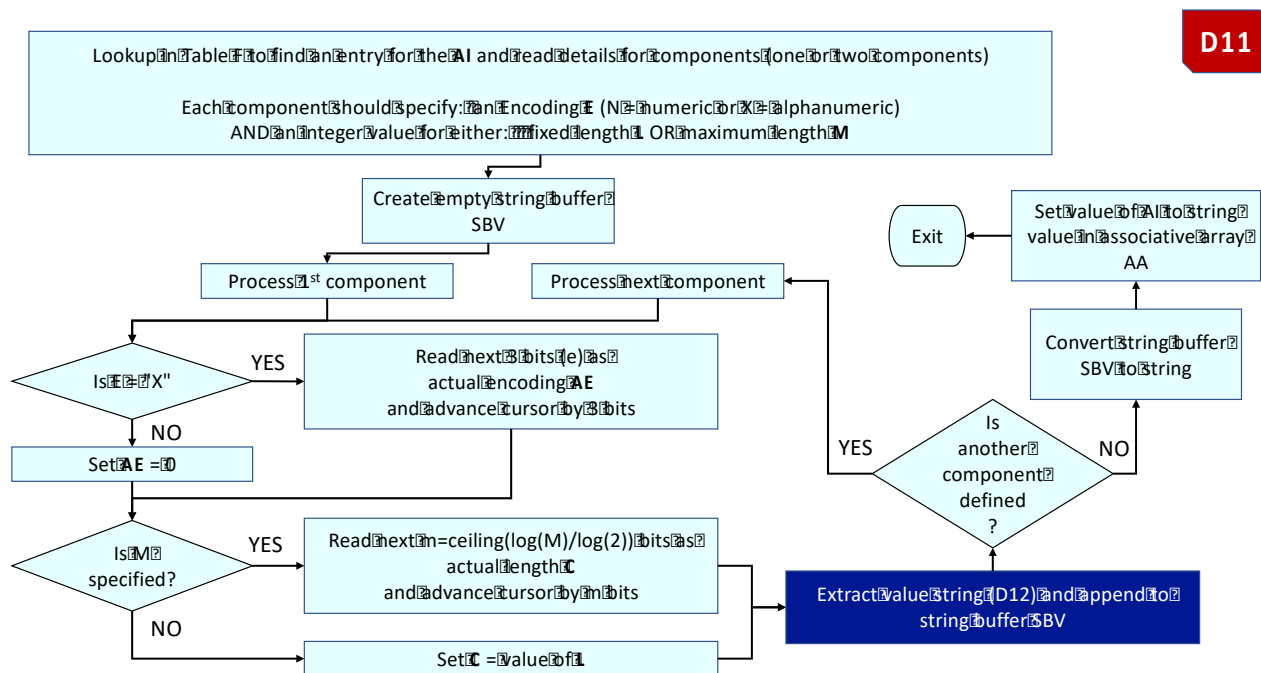 D11
Lookup in Table F to find an entry for the AI and read details for components (one or two components)
Each component should specify: an Encoding E (N = numeric or X = alphanumeric)
AND an integer value for either: fixed length L OR maximum length M
Create empty string buffer
SBV
Set value of AI to string
value in associative array
AA
Exit
Process 1st component
Process next component
Convert string buffer
SBV to string
Is E = "X"
YES
Read next 3 bits (e) as
actual encoding AE
and advance cursor by 3 bits
NO
Set AE = 0
Is
another
component
defined
?
YES
NO
Is M
specified?
YES
Read next m=ceiling(log(M)/log(2)) bits as
actual length C
and advance cursor by m bits
Extract value string (D12) and append to
string buffer SBV
NO
Set C = value of L